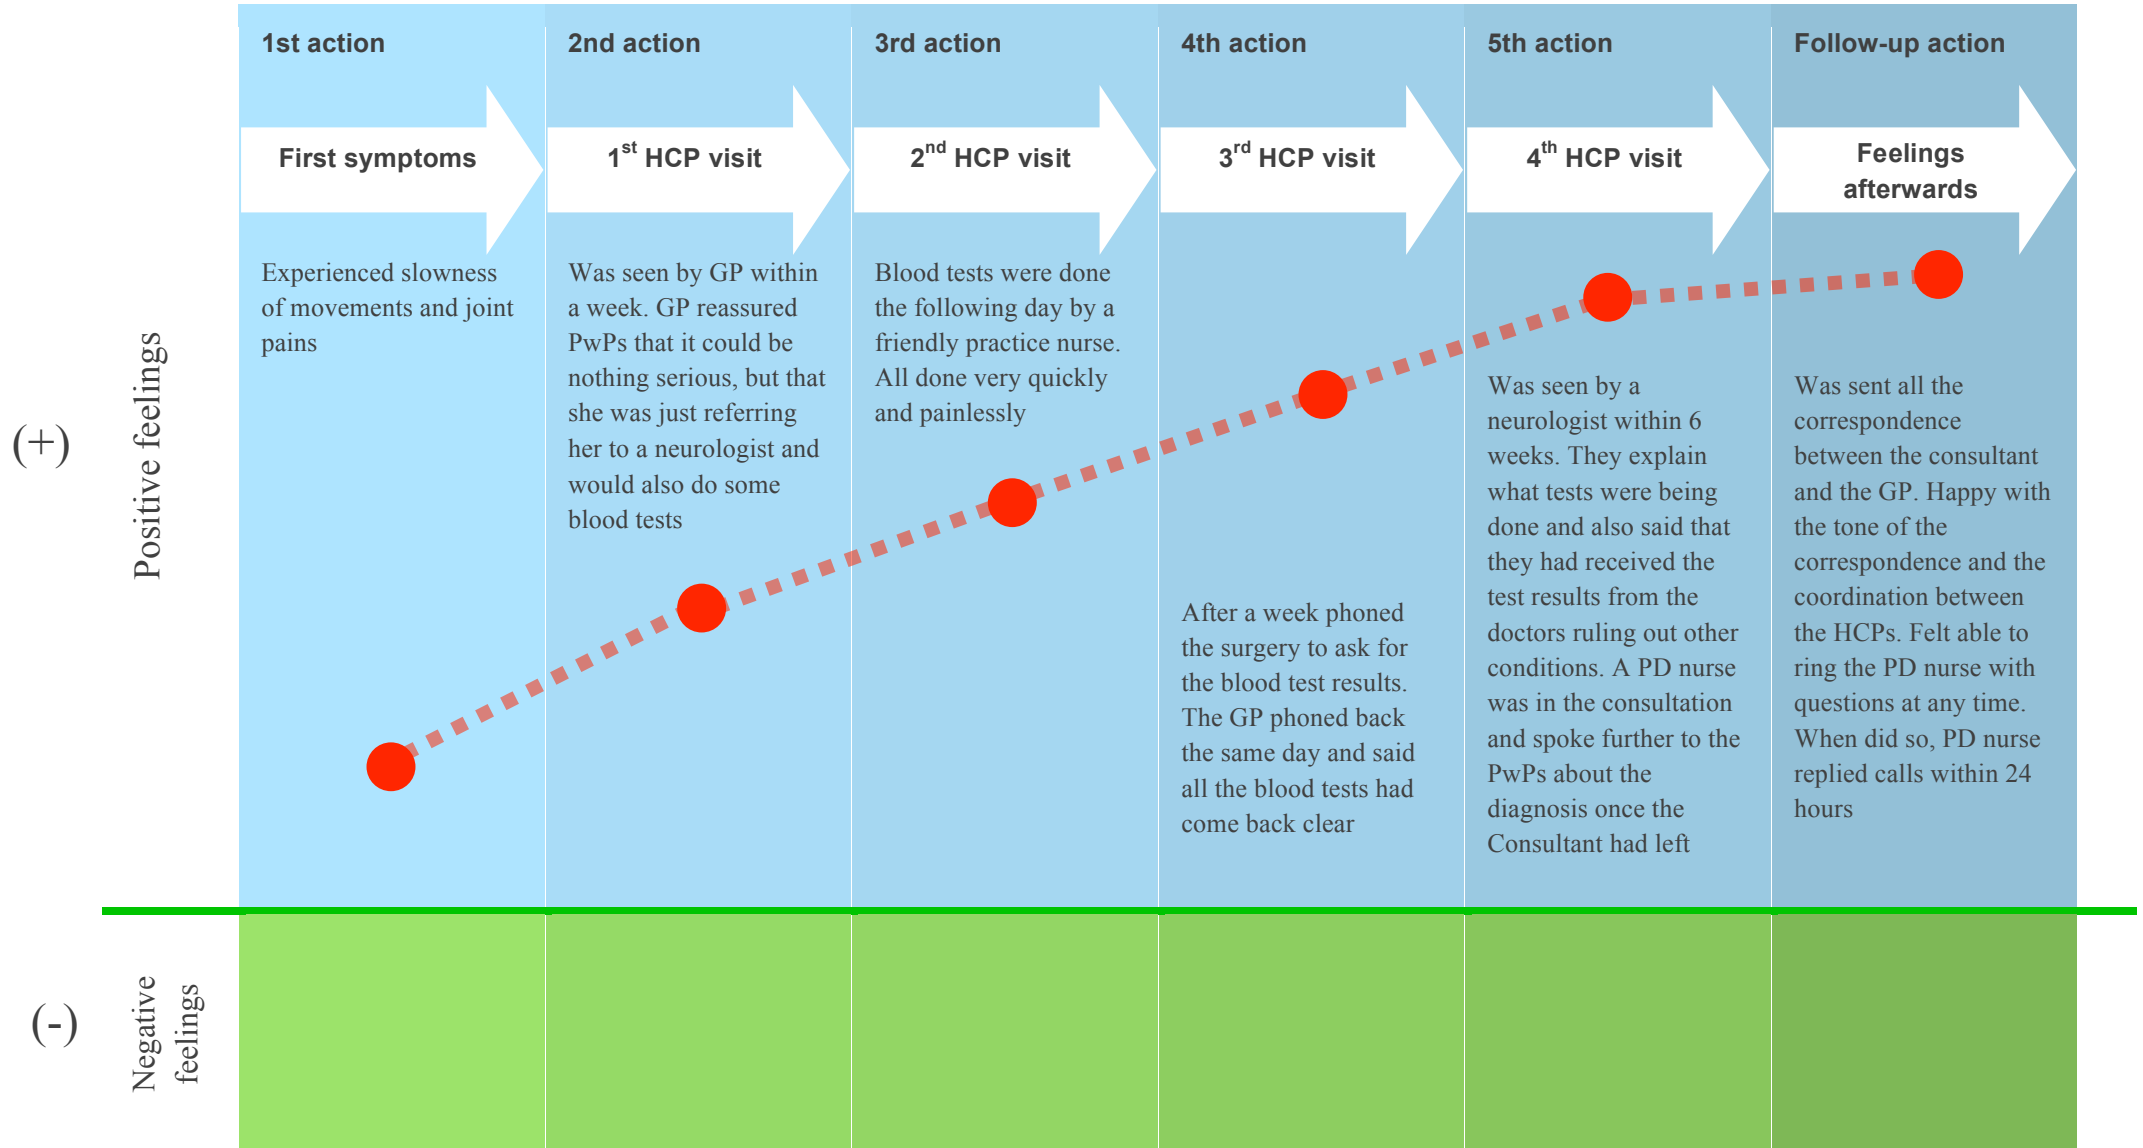 1st action
2nd action
3rd action
4th action
5th action
Follow-up action
First symptoms
1st HCP visit
2nd HCP visit
3rd HCP visit
4th HCP visit
Feelings
afterwards
(+)
Positive feelings
Experienced slowness
of movements and joint
pains
Was seen by GP within
a week. GP reassured
PwPs that it could be
nothing serious, but that
she was just referring
her to a neurologist and
would also do some
blood tests
Blood tests were done
the following day by a
friendly practice nurse.
All done very quickly
and painlessly
After a week phoned
the surgery to ask for
the blood test results.
The GP phoned back
the same day and said
all the blood tests had
come back clear
Was seen by a
neurologist within 6
weeks. They explain
what tests were being
done and also said that
they had received the
test results from the
doctors ruling out other
conditions. A PD nurse
was in the consultation
and spoke further to the
PwPs about the
diagnosis once the
Consultant had left
Was sent all the
correspondence
between the consultant
and the GP. Happy with
the tone of the
correspondence and the
coordination between
the HCPs. Felt able to
ring the PD nurse with
questions at any time.
When did so, PD nurse
replied calls within 24
hours
(-)
Negative
feelings